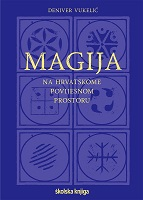 DENIVER VUKELIĆ
MAGIJA
NA HRVATSKOME
POVIJESNOM
PROSTORU
školska knjiga